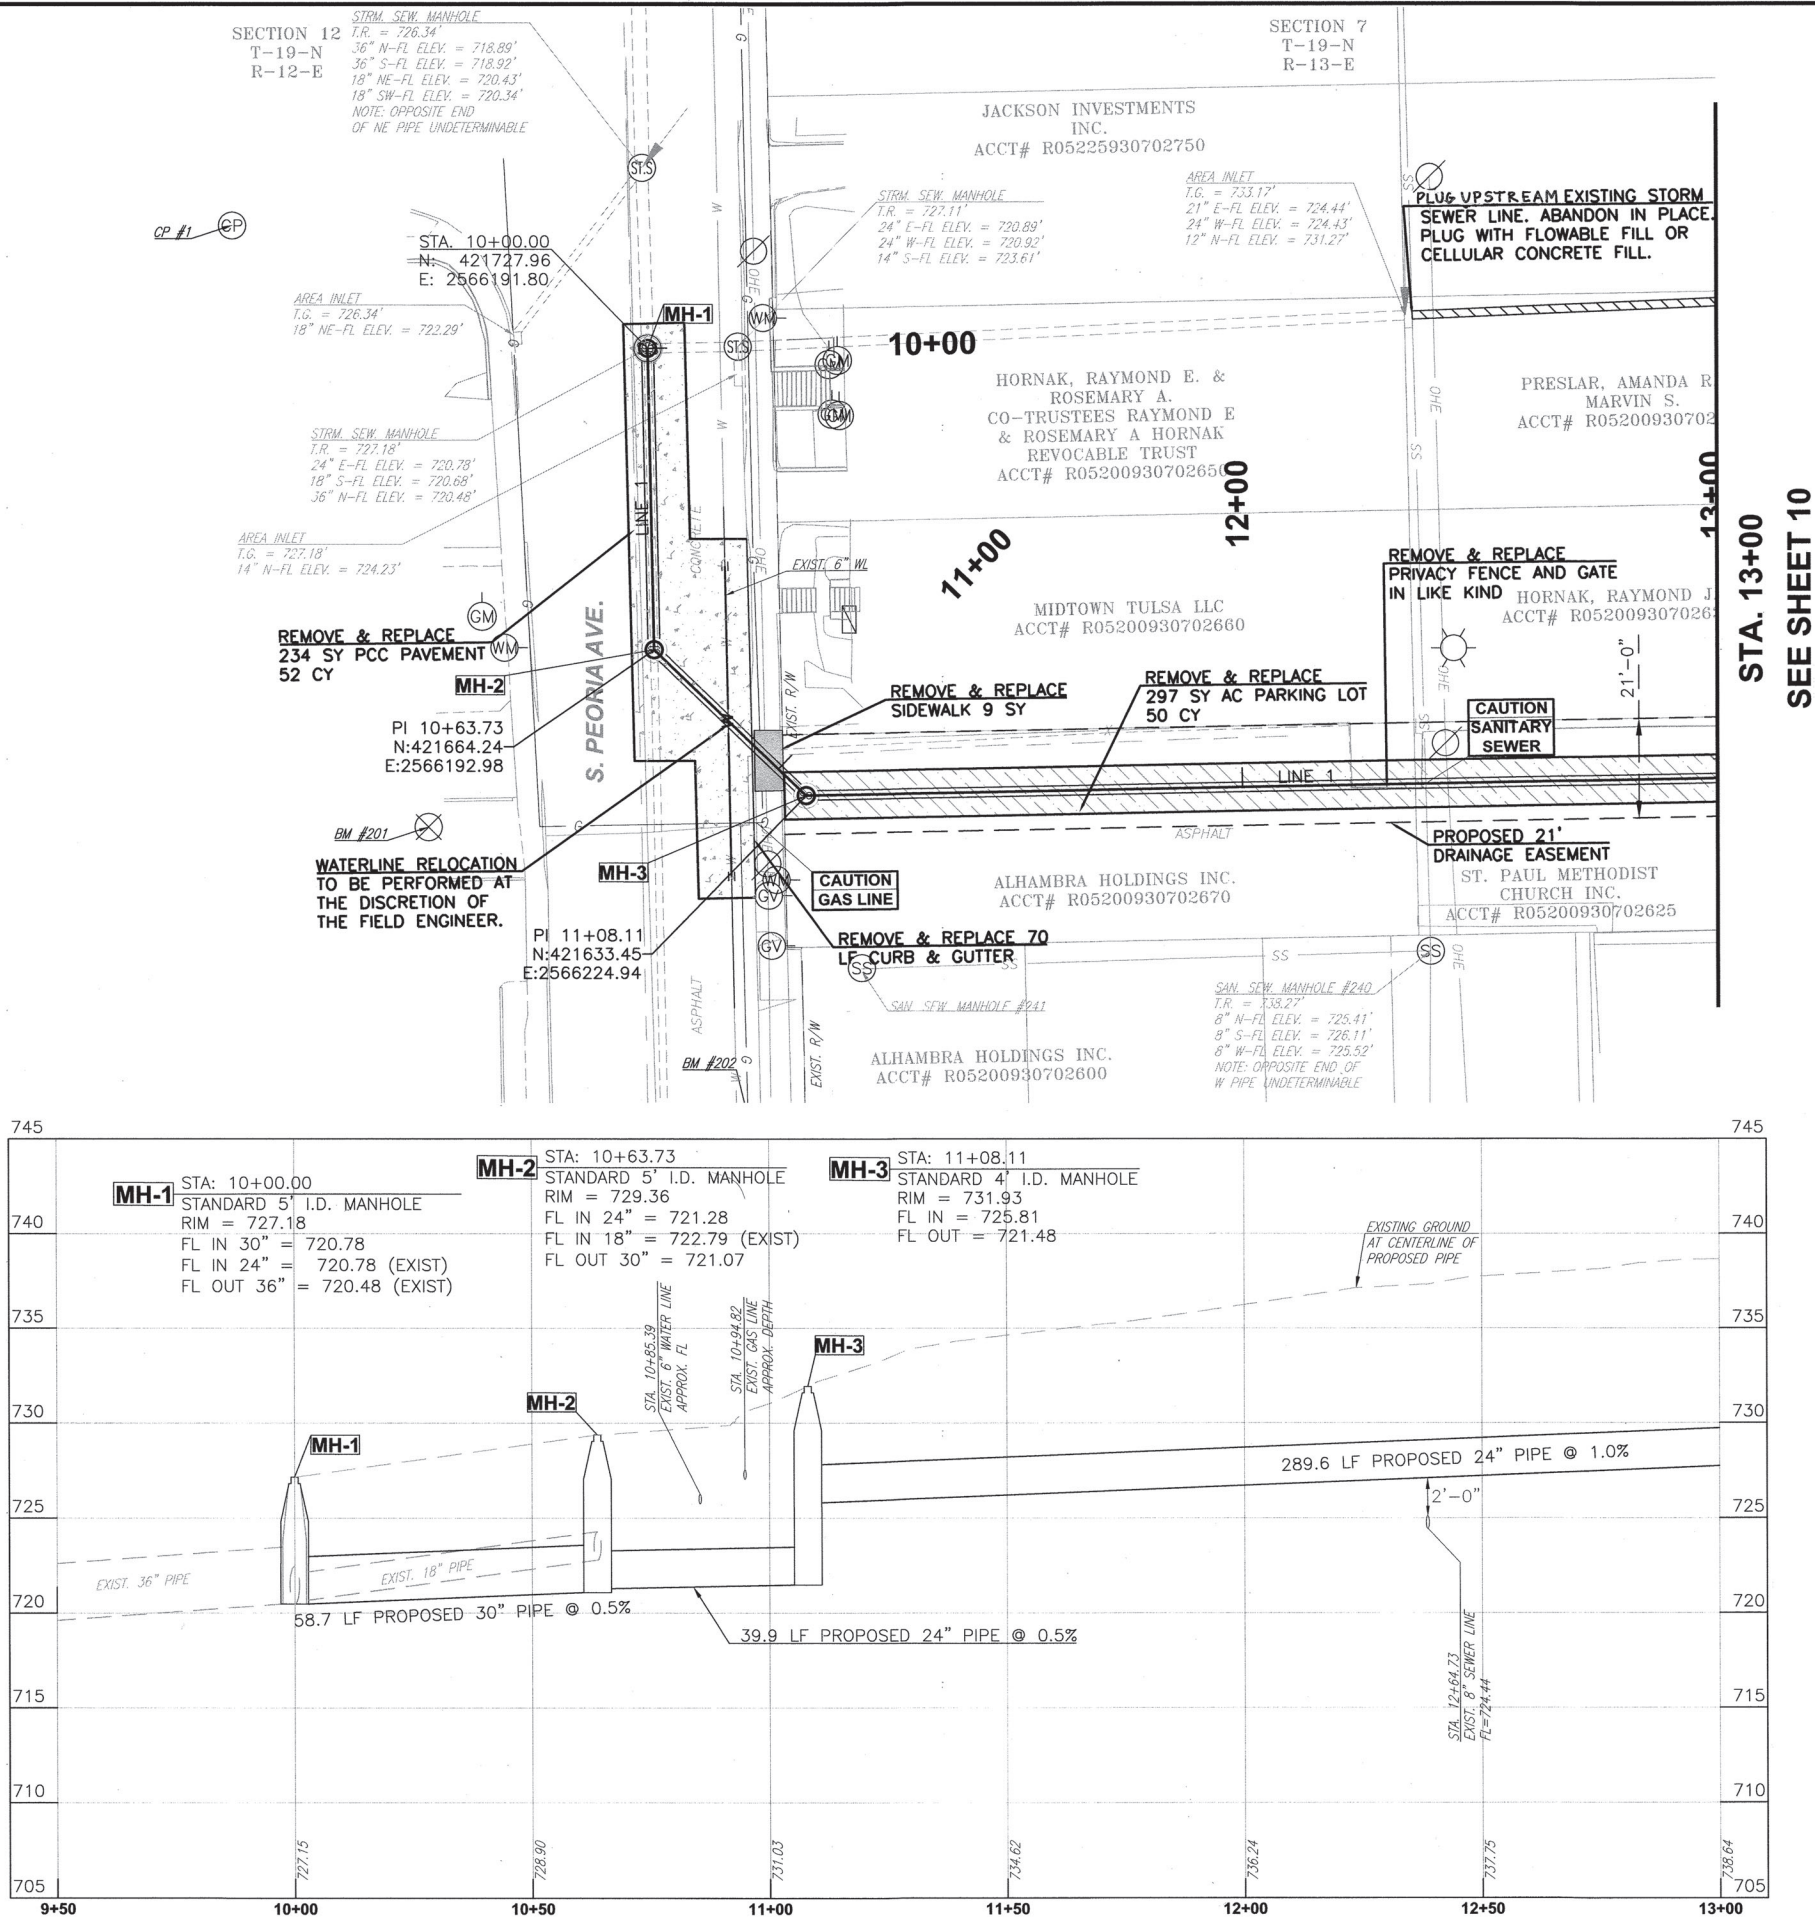 SECTION 12
T-19-N
R-12-E
STRM. SEW. MANHOLE
T.R. = 726.34'
36" N-FL ELEV. = 718.89'
36" S-FL ELEV. = 718.92'
18" NE-FL ELEV. = 720.43'
18" SW-FL ELEV. = 720.34'
NOTE: OPPOSITE END
OF NE PIPE UNDETERMINABLE
SECTION 7
T-19-N
R-13-E
JACKSON INVESTMENTS
INC.
ACCT# R05225930702750
ST.S
CP #1
CP
STA. 10+00.00
N: 421727.96
E: 2566191.80
STRM. SEW. MANHOLE
T.R. = 727.11'
24" E-FL ELEV. = 720.89'
24" W-FL ELEV. = 720.92'
14" S-FL ELEV. = 723.61'
AREA INLET
T.G. = 733.17'
21" E-FL ELEV. = 724.44'
24" W-FL ELEV. = 724.43'
12" N-FL ELEV. = 731.27'
PLUG UPSTREAM EXISTING STORM
SEWER LINE. ABANDON IN PLACE.
PLUG WITH FLOWABLE FILL OR
CELLULAR CONCRETE FILL.
AREA INLET
T.G. = 726.34'
18" NE-FL ELEV. = 722.29'
MH-1
WM
ST.S
GM
10+00
HORNAK, RAYMOND E. &
ROSEMARY A.
CO-TRUSTEES RAYMOND E
& ROSEMARY A HORNAK
REVOCABLE TRUST
ACCT# R05200930702650
PRESLAR, AMANDA R.
MARVIN S.
ACCT# R05200930702
STRM. SEW. MANHOLE
T.R. = 727.18'
24" E-FL ELEV. = 720.78'
18" S-FL ELEV. = 720.68'
36" N-FL ELEV. = 720.48'
AREA INLET
T.G. = 727.18'
14" N-FL ELEV. = 724.23'
LINE 1
CONCRETE
OHE
EXIST. 6" WL
11+00
12+00
13+00
STA. 13+00
SEE SHEET 10
REMOVE & REPLACE
PRIVACY FENCE AND GATE
IN LIKE KIND
HORNAK, RAYMOND J.
ACCT# R0520093070265
MIDTOWN TULSA LLC
ACCT# R05200930702660
GM
WM
REMOVE & REPLACE
234 SY PCC PAVEMENT
52 CY
MH-2
S. PEORIA AVE.
EXIST. R/W
REMOVE & REPLACE
SIDEWALK 9 SY
REMOVE & REPLACE
297 SY AC PARKING LOT
50 CY
21'-0"
CAUTION
SANITARY
SEWER
PI 10+63.73
N:421664.24
E:2566192.98
LINE 1
BM #201
ASPHALT
PROPOSED 21'
DRAINAGE EASEMENT
WATERLINE RELOCATION
TO BE PERFORMED AT
THE DISCRETION OF
THE FIELD ENGINEER.
MH-3
WM
GV
CAUTION
GAS LINE
ALHAMBRA HOLDINGS INC.
ACCT# R05200930702670
ST. PAUL METHODIST
CHURCH INC.
ACCT# R05200930702625
PI 11+08.11
N:421633.45
E:2566224.94
GV
REMOVE & REPLACE 70
LF CURB & GUTTER
SS
SS
SS
SS
OHE
SAN. SEW. MANHOLE #241
SAN. SEW. MANHOLE #240
T.R. = 738.27'
8" N-FL ELEV. = 725.41'
8" S-FL ELEV. = 726.11'
8" W-FL ELEV. = 725.52'
NOTE: OPPOSITE END OF
W PIPE UNDETERMINABLE
ASPHALT
BM #202
EXIST. R/W
ALHAMBRA HOLDINGS INC.
ACCT# R05200930702600
745
745
MH-1
STA: 10+00.00
STANDARD 5' I.D. MANHOLE
RIM = 727.18
FL IN 30" = 720.78
FL IN 24" = 720.78 (EXIST)
FL OUT 36" = 720.48 (EXIST)
MH-2
STA: 10+63.73
STANDARD 5' I.D. MANHOLE
RIM = 729.36
FL IN 24" = 721.28
FL IN 18" = 722.79 (EXIST)
FL OUT 30" = 721.07
MH-3
STA: 11+08.11
STANDARD 4' I.D. MANHOLE
RIM = 731.93
FL IN = 725.81
FL OUT = 721.48
740
740
EXISTING GROUND
AT CENTERLINE OF
PROPOSED PIPE
735
735
STA. 10+85.39
EXIST. 6" WATER LINE
APPROX. FL
STA. 10+94.82
EXIST. GAS LINE
APPROX. DEPTH
MH-3
MH-2
MH-1
730
730
289.6 LF PROPOSED 24" PIPE @ 1.0%
2'-0"
725
725
EXIST. 36" PIPE
EXIST. 18" PIPE
720
720
58.7 LF PROPOSED 30" PIPE @ 0.5%
39.9 LF PROPOSED 24" PIPE @ 0.5%
STA. 12+64.73
EXIST. 8" SEWER LINE
FL=724.44
715
715
710
710
727.15
728.90
731.03
734.62
736.24
737.75
738.64
705
705
9+50
10+00
10+50
11+00
11+50
12+00
12+50
13+00